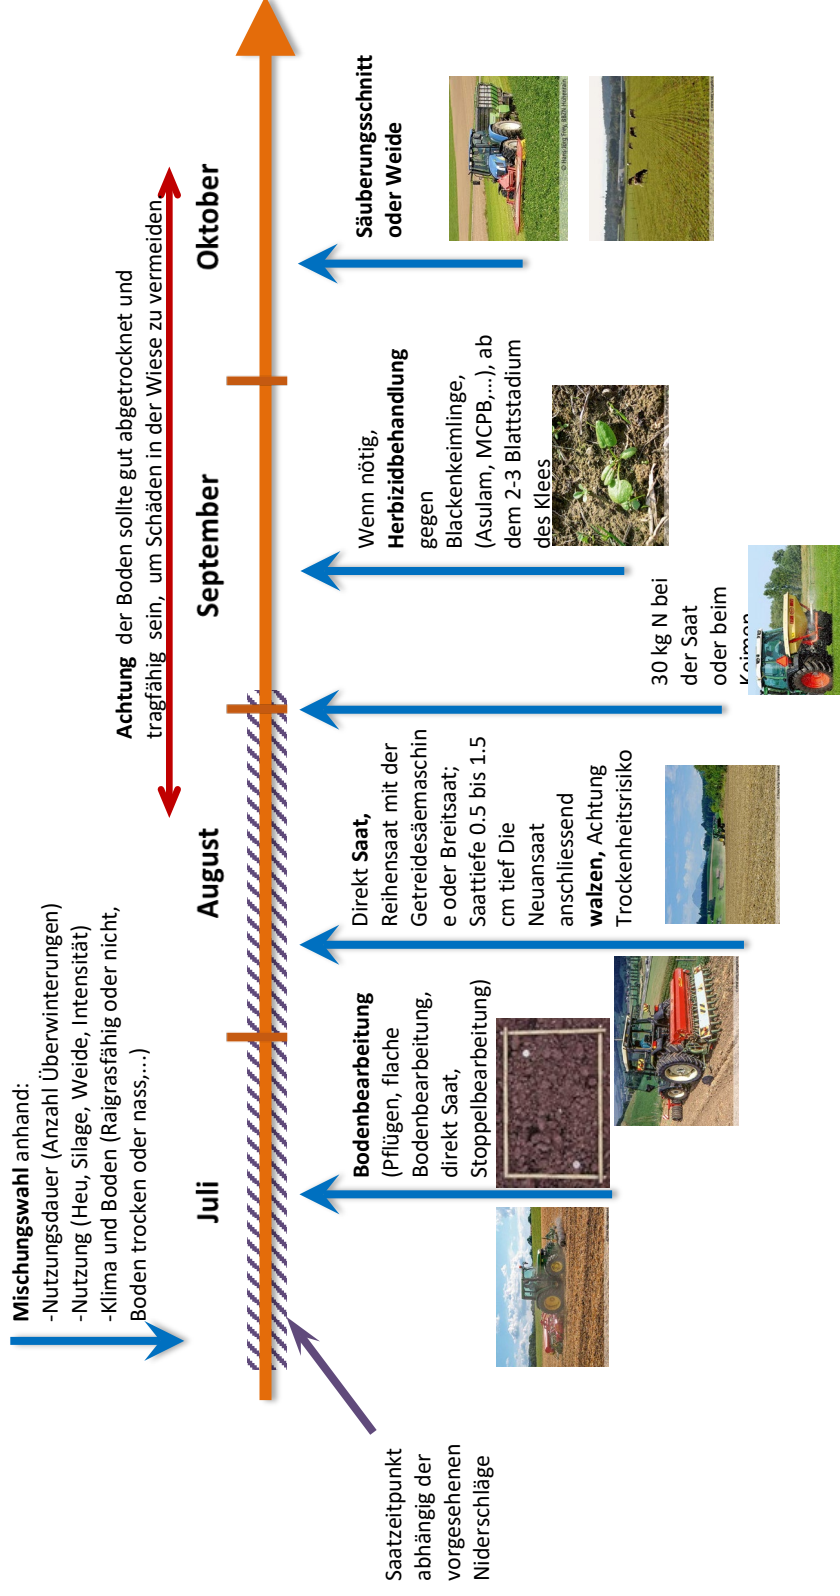 Mischungswahl anhand:
-Nutzungsdauer (Anzahl Überwinterungen)
-Nutzung (Heu, Silage, Weide, Intensität)
-Klima und Boden (Raigrasfähig oder nicht,
Boden trocken oder nass,...)
Achtung der Boden sollte gut abgetrocknet und
tragfähig sein, um Schäden in der Wiese zu vermeiden
Juli
August
September
Oktober
Saatzeitpunkt
abhängig der
vorgesehenen
Niderschläge
Bodenbearbeitung
(Pflügen, flache
Bodenbearbeitung,
direkt Saat,
Stoppelbearbeitung)
Direkt Saat,
Reihensaat mit der
Getreidesäemaschin
e oder Breitsaat;
Saattiefe 0.5 bis 1.5
cm tief Die
Neuansaat
anschliessend
walzen, Achtung
Trockenheitsrisiko
30 kg N bei
der Saat
oder beim
Keimen
Wenn nötig,
Herbizidbehandlung
gegen
Blackenkeimlinge,
(Asulam, MCPB,...), ab
dem 2-3 Blattstadium
des Klees
Säuberungsschnitt
oder Weide